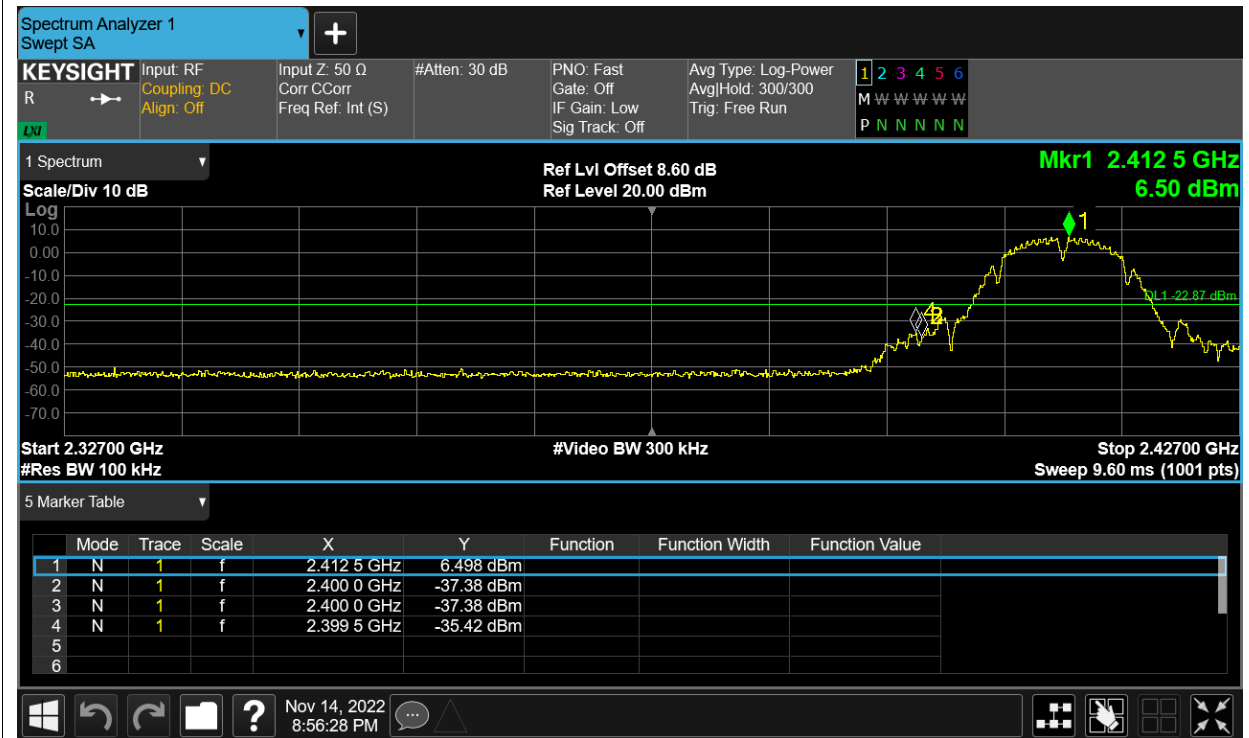 Spectrum Analyzer 1
Swept SA
KEYSIGHT
R
LXI
Input: RF
Coupling: DC
Align: Off
Input Z: 50 Ω
Corr CCorr
Freq Ref: Int (S)
#Atten: 30 dB
PNO: Fast
Gate: Off
IF Gain: Low
Sig Track: Off
Avg Type: Log-Power
Avg|Hold: 300/300
Trig: Free Run
1 2 3 4 5 6
M W W W W W
P N N N N N
1 Spectrum
Scale/Div 10 dB
Ref Lvl Offset 8.60 dB
Ref Level 20.00 dBm
Mkr1 2.412 5 GHz
6.50 dBm
Log
10.0
0.00
-10.0
-20.0
-30.0
-40.0
-50.0
-60.0
-70.0
1
DL1 -22.87 dBm
Start 2.32700 GHz
#Res BW 100 kHz
#Video BW 300 kHz
Stop 2.42700 GHz
Sweep 9.60 ms (1001 pts)
5 Marker Table
Mode Trace Scale X Y Function Function Width Function Value
1 N 1 f 2.412 5 GHz 6.498 dBm
2 N 1 f 2.400 0 GHz -37.38 dBm
3 N 1 f 2.400 0 GHz -37.38 dBm
4 N 1 f 2.399 5 GHz -35.42 dBm
5
6
?
Nov 14, 2022
8:56:28 PM